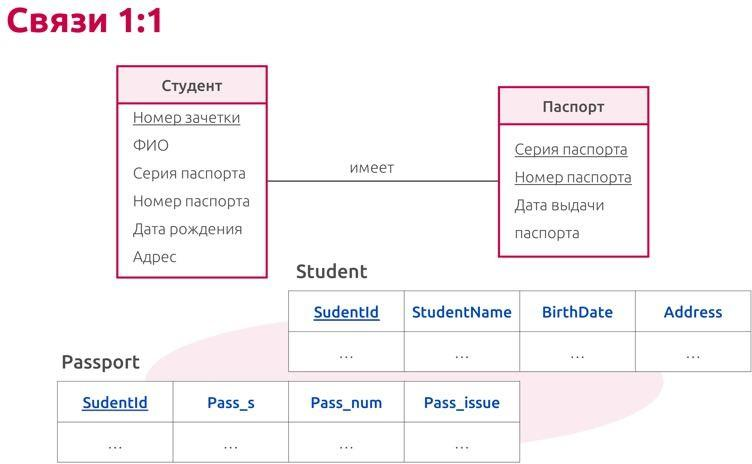 Связи 1:1
Студент
Номер зачетки
ФИО
Серия паспорта
Номер паспорта
Дата рождения
Адрес
имеет
Паспорт
Серия паспорта
Номер паспорта
Дата выдачи
паспорта
Student
SudentId StudentName BirthDate Address
... ... ... ...
Passport
SudentId Pass_s Pass_num Pass_issue
... ... ... ...